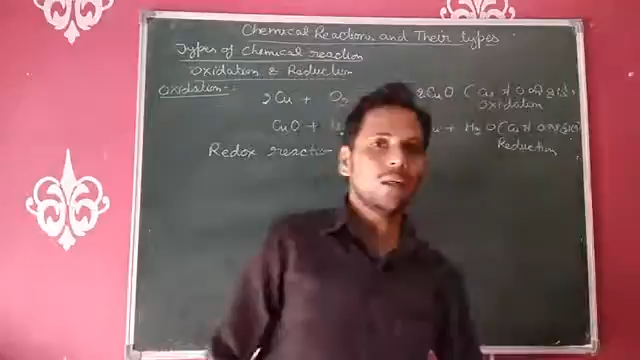 Chemical Reactions and Their types
Types of Chemical reaction
Oxidation & Reduction
Oxidation:-
2Cu + O₂ 2CuO (Cu में O की वृद्धि,
oxidation
CuO + H₂ + H₂O (Cu में O
Reduction
Redox reaction